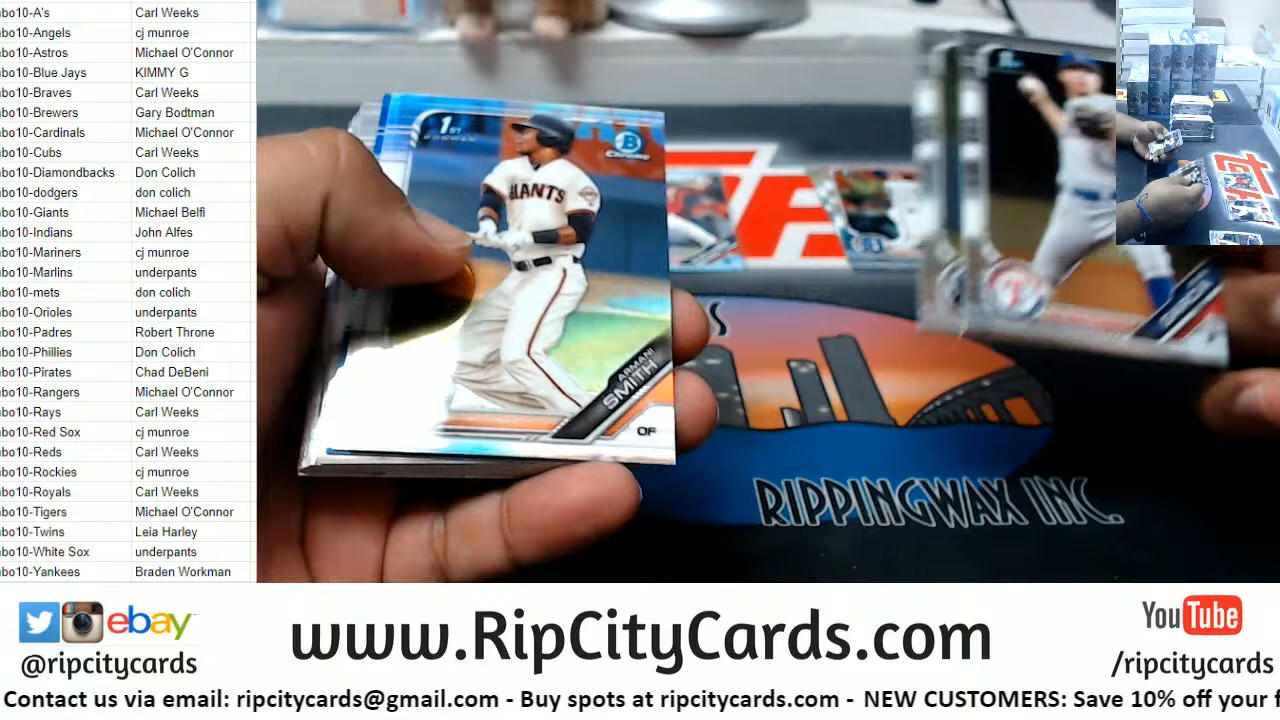 bo10-A's Carl Weeks
bo10-Angels cj munroe
bo10-Astros Michael O'Connor
bo10-Blue Jays KIMMY G
bo10-Braves Carl Weeks
bo10-Brewers Gary Bodtman
bo10-Cardinals Michael O'Connor
bo10-Cubs Carl Weeks
bo10-Diamondbacks Don Colich
bo10-dodgers don colich
bo10-Giants Michael Belfi
bo10-Indians John Alfes
bo10-Mariners cj munroe
bo10-Marlins underpants
bo10-mets don colich
bo10-Orioles underpants
bo10-Padres Robert Throne
bo10-Phillies Don Colich
bo10-Pirates Chad DeBeni
bo10-Rangers Michael O'Connor
bo10-Rays Carl Weeks
bo10-Red Sox cj munroe
bo10-Reds Carl Weeks
bo10-Rockies cj munroe
bo10-Royals Carl Weeks
bo10-Tigers Michael O'Connor
bo10-Twins Leia Harley
bo10-White Sox underpants
bo10-Yankees Braden Workman
1ST
BOWMAN
B
Chrome
GIANTS
ARMANI
SMITH
OF
RIPPINGWAX INC.
ebay
@ripcitycards
www.RipCityCards.com
YouTube
/ripcitycards
Contact us via email: ripcitycards@gmail.com - Buy spots at ripcitycards.com - NEW CUSTOMERS: Save 10% off your f